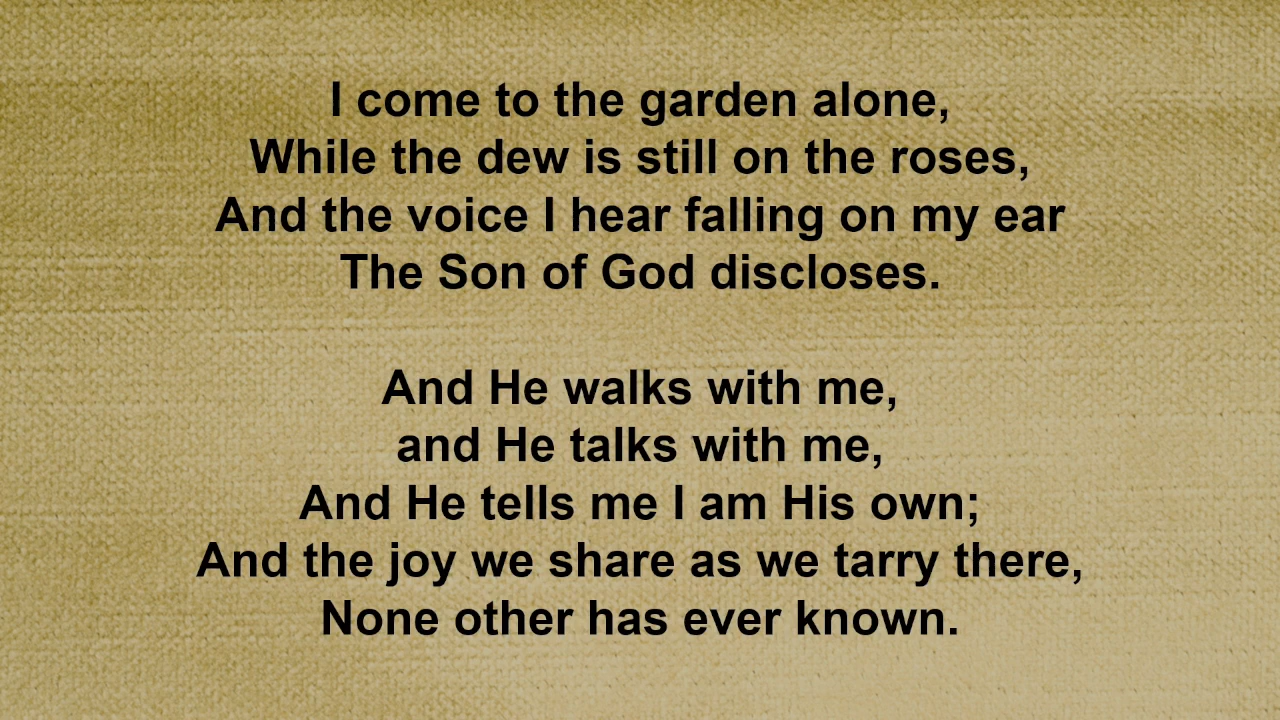 I come to the garden alone,
While the dew is still on the roses,
And the voice I hear falling on my ear
The Son of God discloses.
And He walks with me,
and He talks with me,
And He tells me I am His own;
And the joy we share as we tarry there,
None other has ever known.